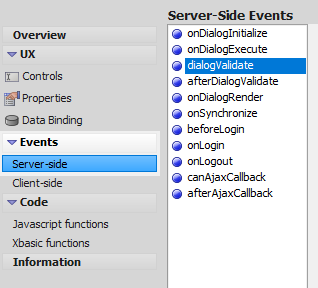 Overview
UX
Controls
Properties
Data Binding
Events
Server-side
Client-side
Code
Javascript functions
Xbasic functions
Information
Server-Side Events
onDialogInitialize
onDialogExecute
dialogValidate
afterDialogValidate
onDialogRender
onSynchronize
beforeLogin
onLogin
onLogout
canAjaxCallback
afterAjaxCallback